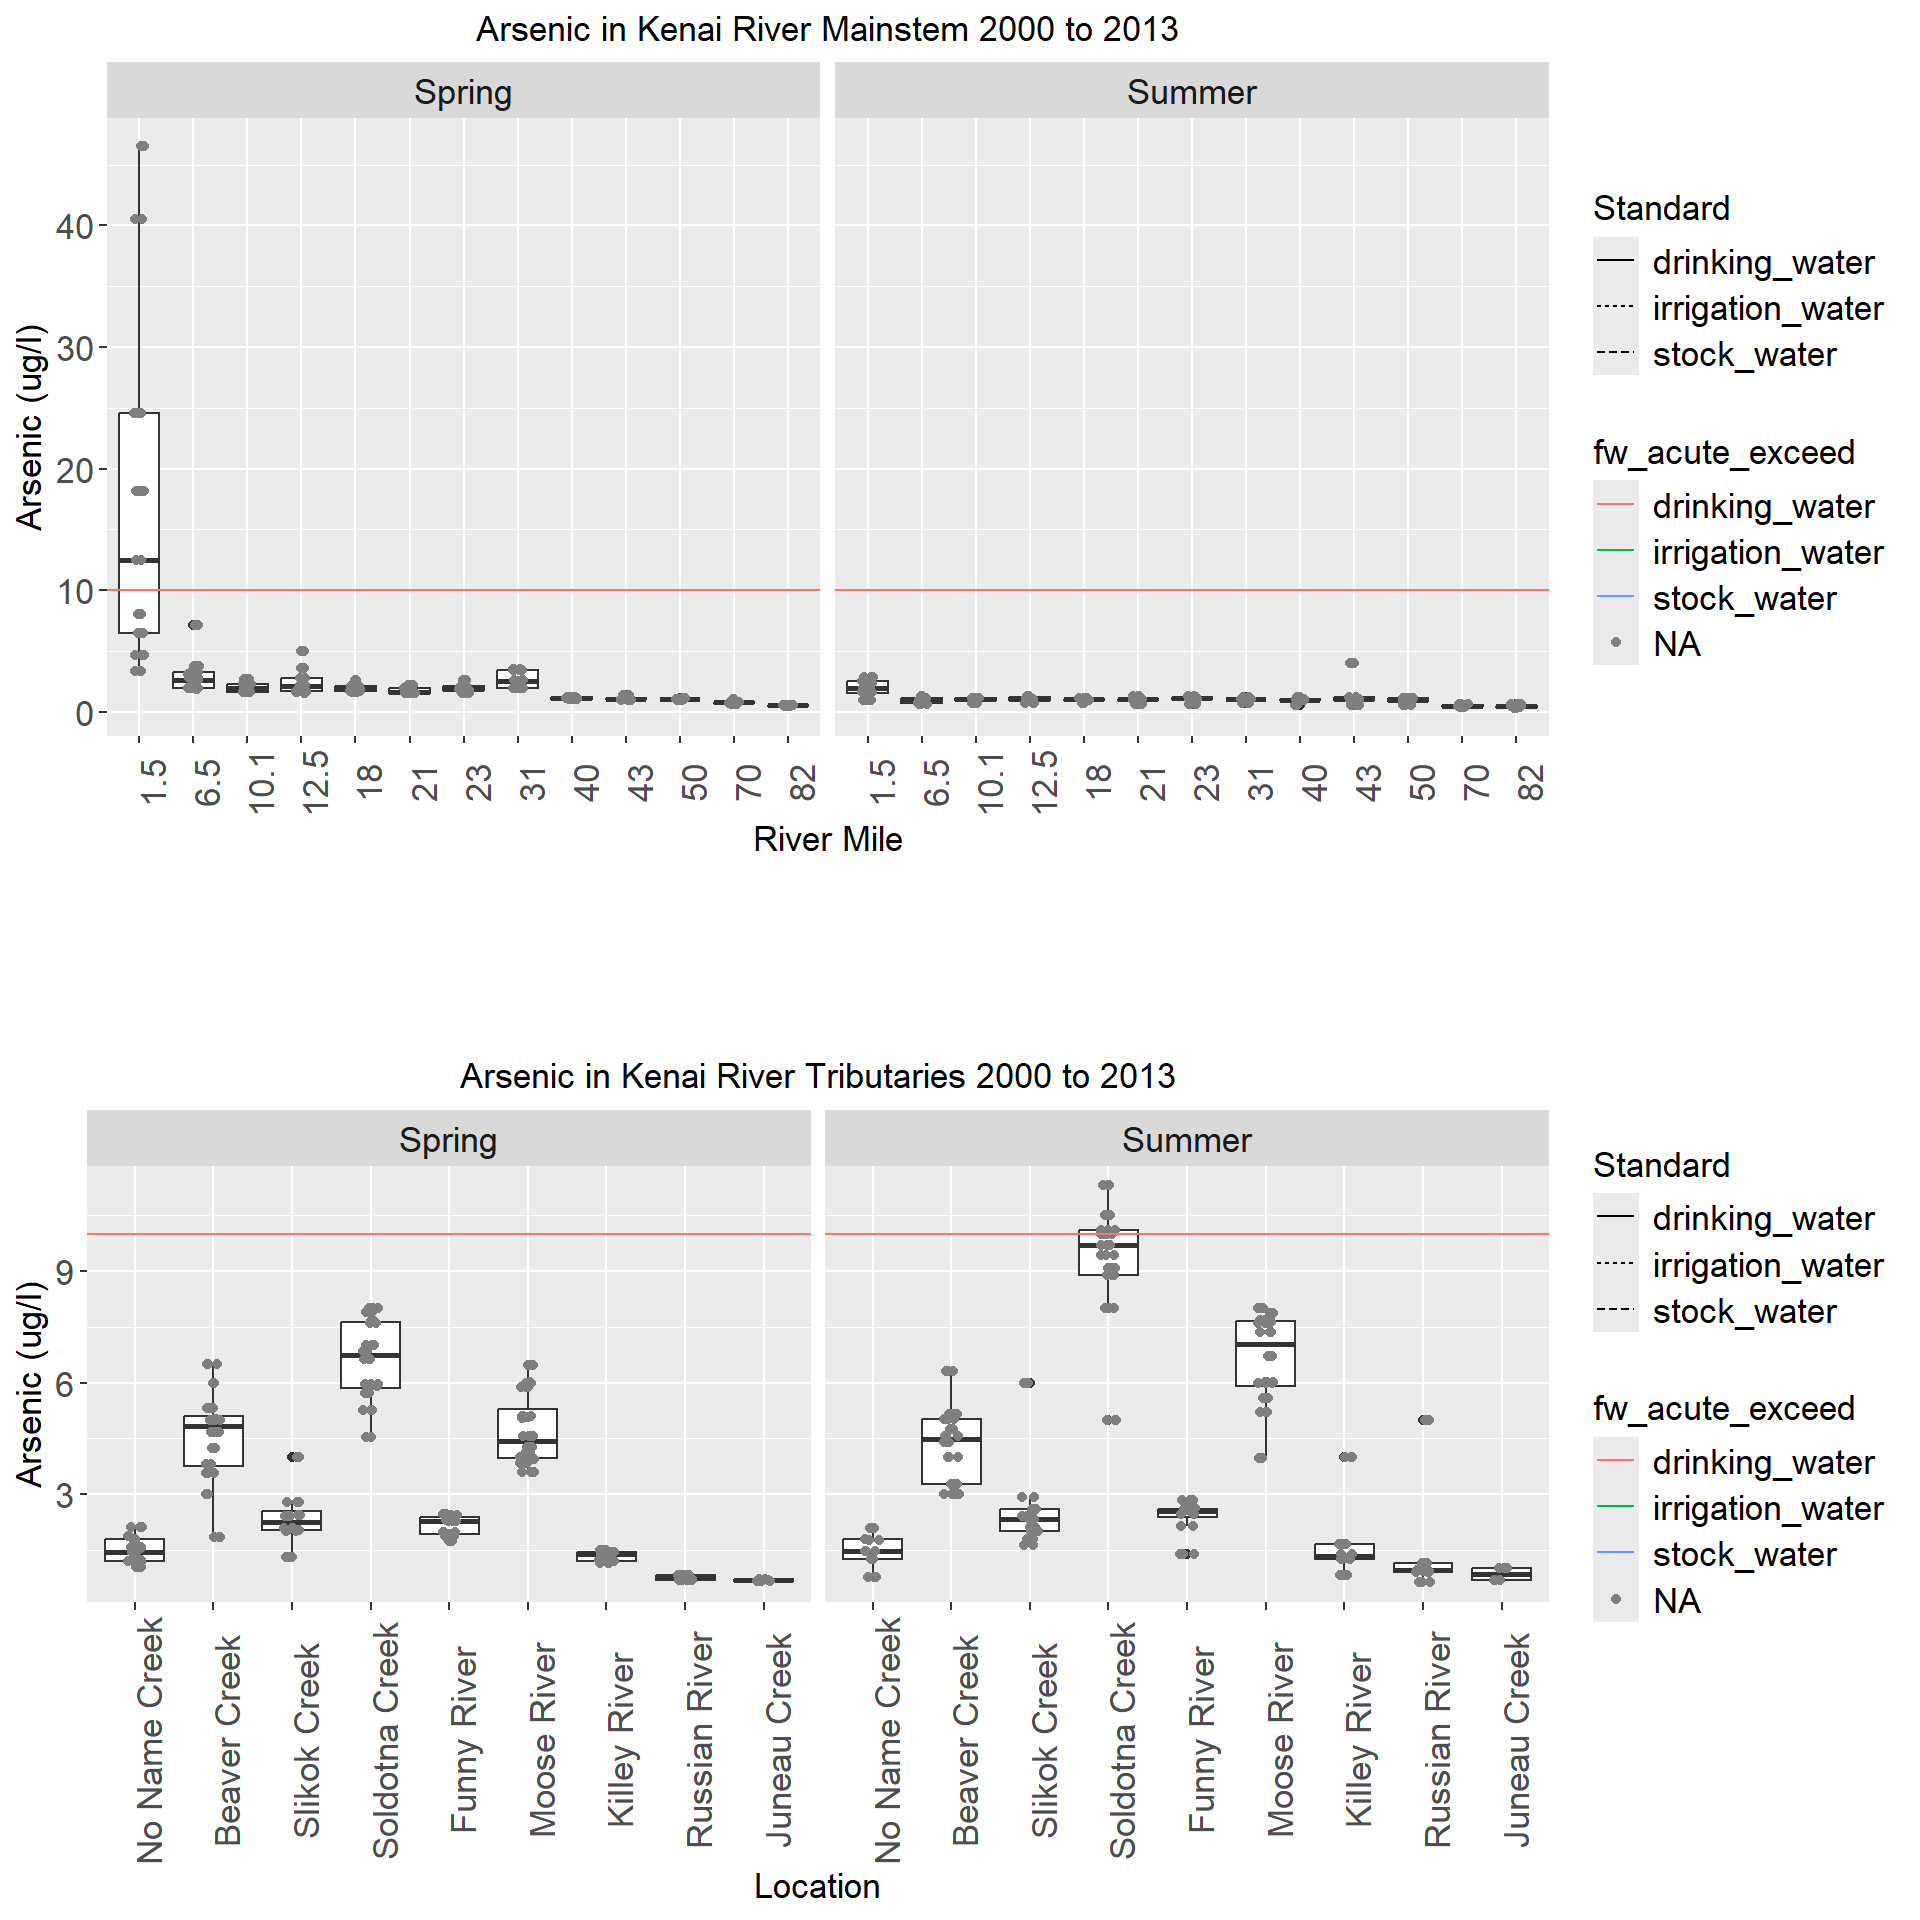 Arsenic in Kenai River Mainstem 2000 to 2013
Spring
Summer
Arsenic (ug/l)
40
30
20
10
0
1.5
6.5
10.1
12.5
18
21
23
31
40
43
50
70
82
1.5
6.5
10.1
12.5
18
21
23
31
40
43
50
70
82
River Mile
Standard
drinking_water
irrigation_water
stock_water
fw_acute_exceed
drinking_water
irrigation_water
stock_water
NA
Arsenic in Kenai River Tributaries 2000 to 2013
Spring
Summer
Arsenic (ug/l)
9
6
3
No Name Creek
Beaver Creek
Slikok Creek
Soldotna Creek
Funny River
Moose River
Killey River
Russian River
Juneau Creek
No Name Creek
Beaver Creek
Slikok Creek
Soldotna Creek
Funny River
Moose River
Killey River
Russian River
Juneau Creek
Location
Standard
drinking_water
irrigation_water
stock_water
fw_acute_exceed
drinking_water
irrigation_water
stock_water
NA